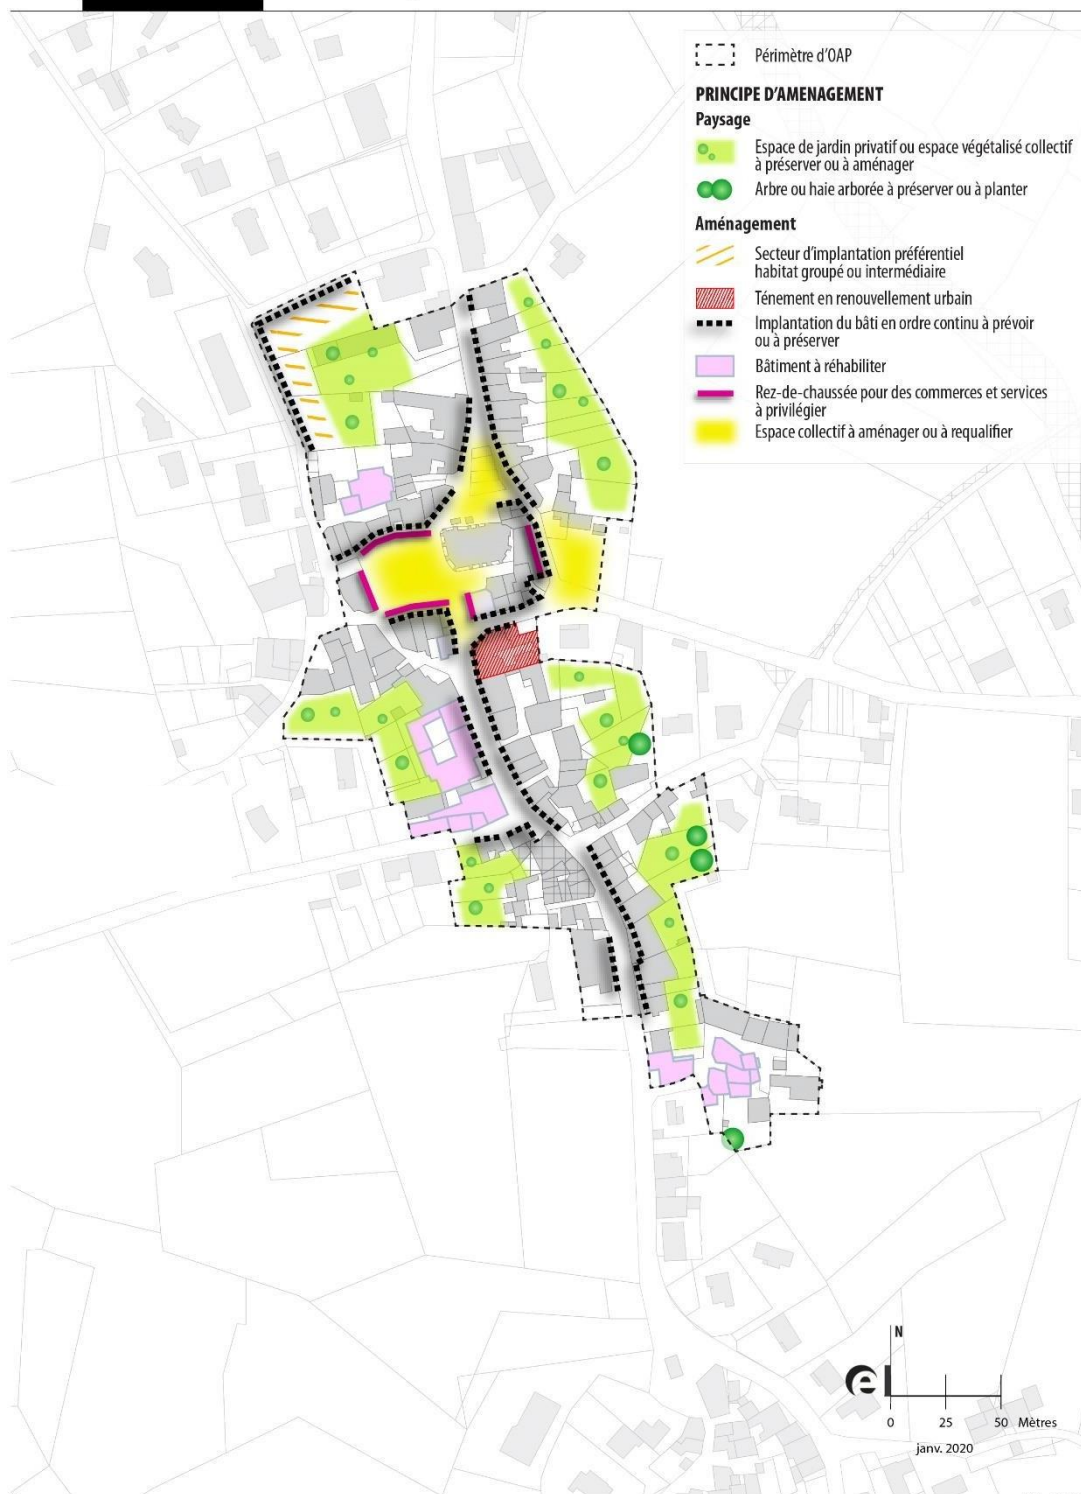 Périmètre d'OAP
PRINCIPE D'AMENAGEMENT
Paysage
Espace de jardin privatif ou espace végétalisé collectif
à préserver ou à aménager
Arbre ou haie arborée à préserver ou à planter
Aménagement
Secteur d'implantation préférentiel
habitat groupé ou intermédiaire
Ténement en renouvellement urbain
Implantation du bâti en ordre continu à prévoir
ou à préserver
Bâtiment à réhabiliter
Rez-de-chaussée pour des commerces et services
à privilégier
Espace collectif à aménager ou à requalifier
N
e
0 25 50 Mètres
janv. 2020